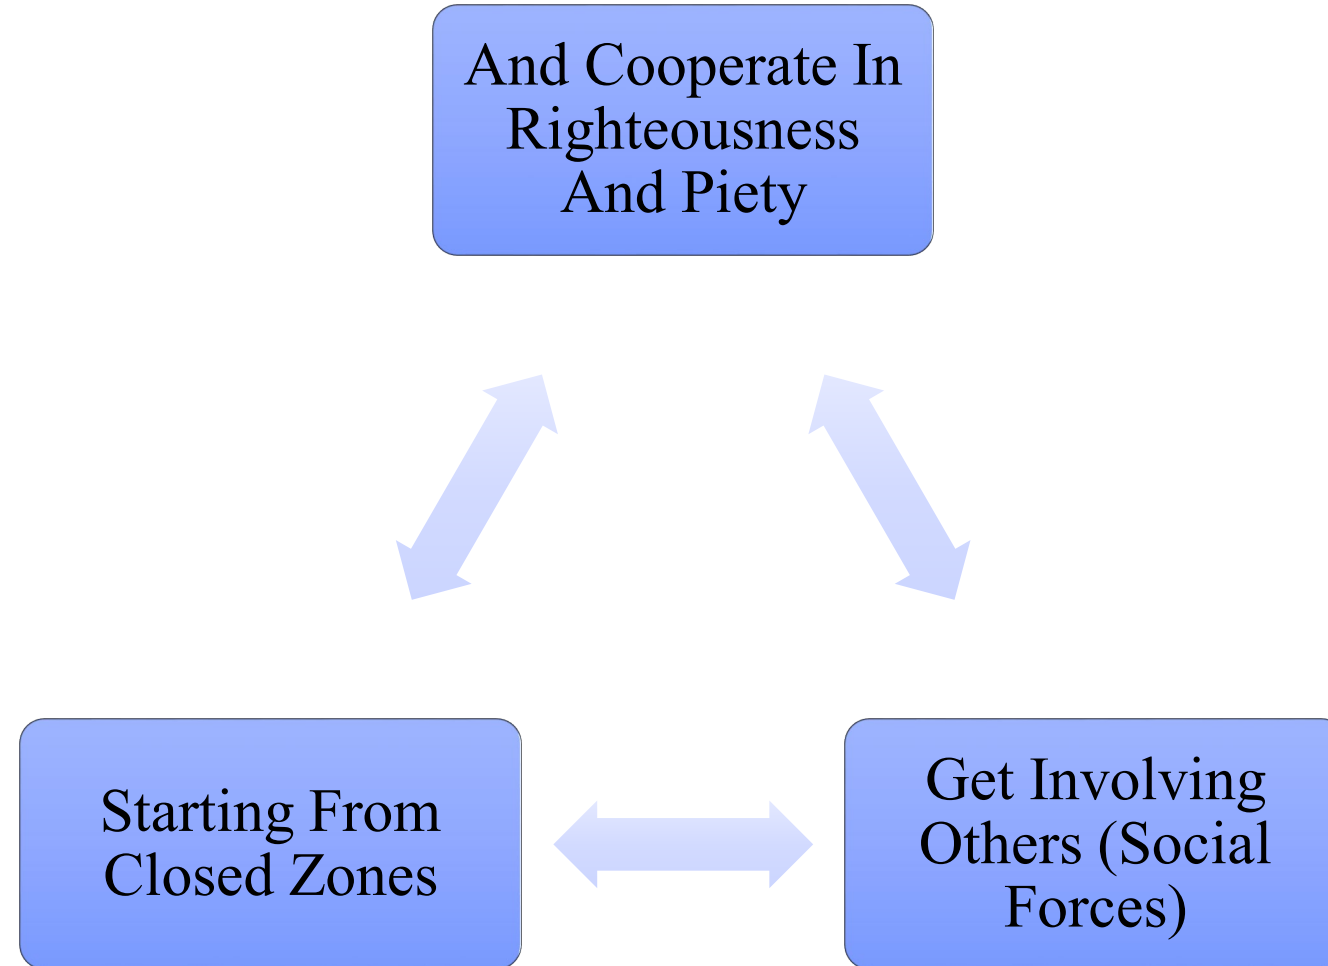 And Cooperate In
Righteousness
And Piety
Starting From
Closed Zones
Get Involving
Others (Social
Forces)